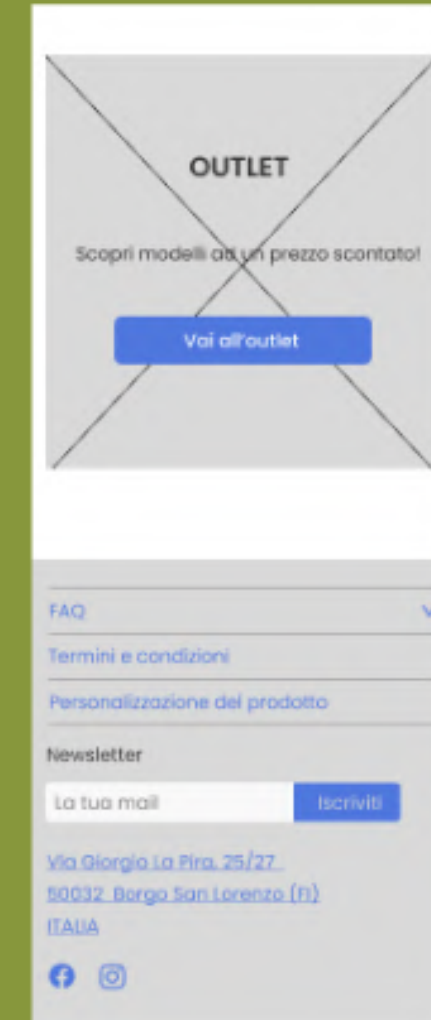 OUTLET
Scopri modelli ad un prezzo scontato!
Vai all'outlet
FAQ
Termini e condizioni
Personalizzazione del prodotto
Newsletter
La tua mail Iscriviti
Via Giorgio La Pira, 25/27
50032 Borgo San Lorenzo (FI)
ITALIA